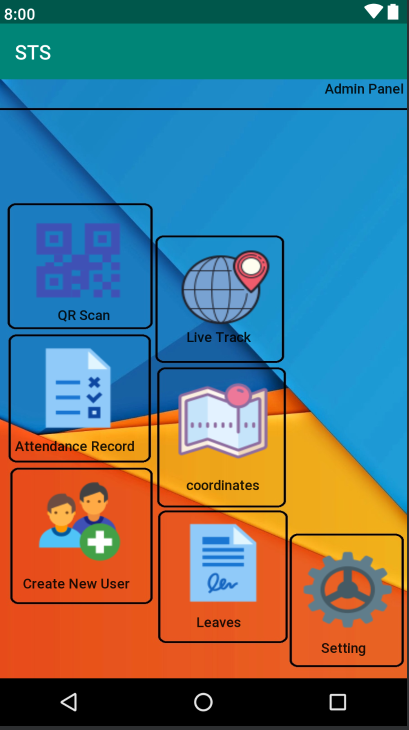 8:00
STS
Admin Panel
QR Scan
Live Track
Attendance Record
coordinates
Create New User
Leaves
Setting